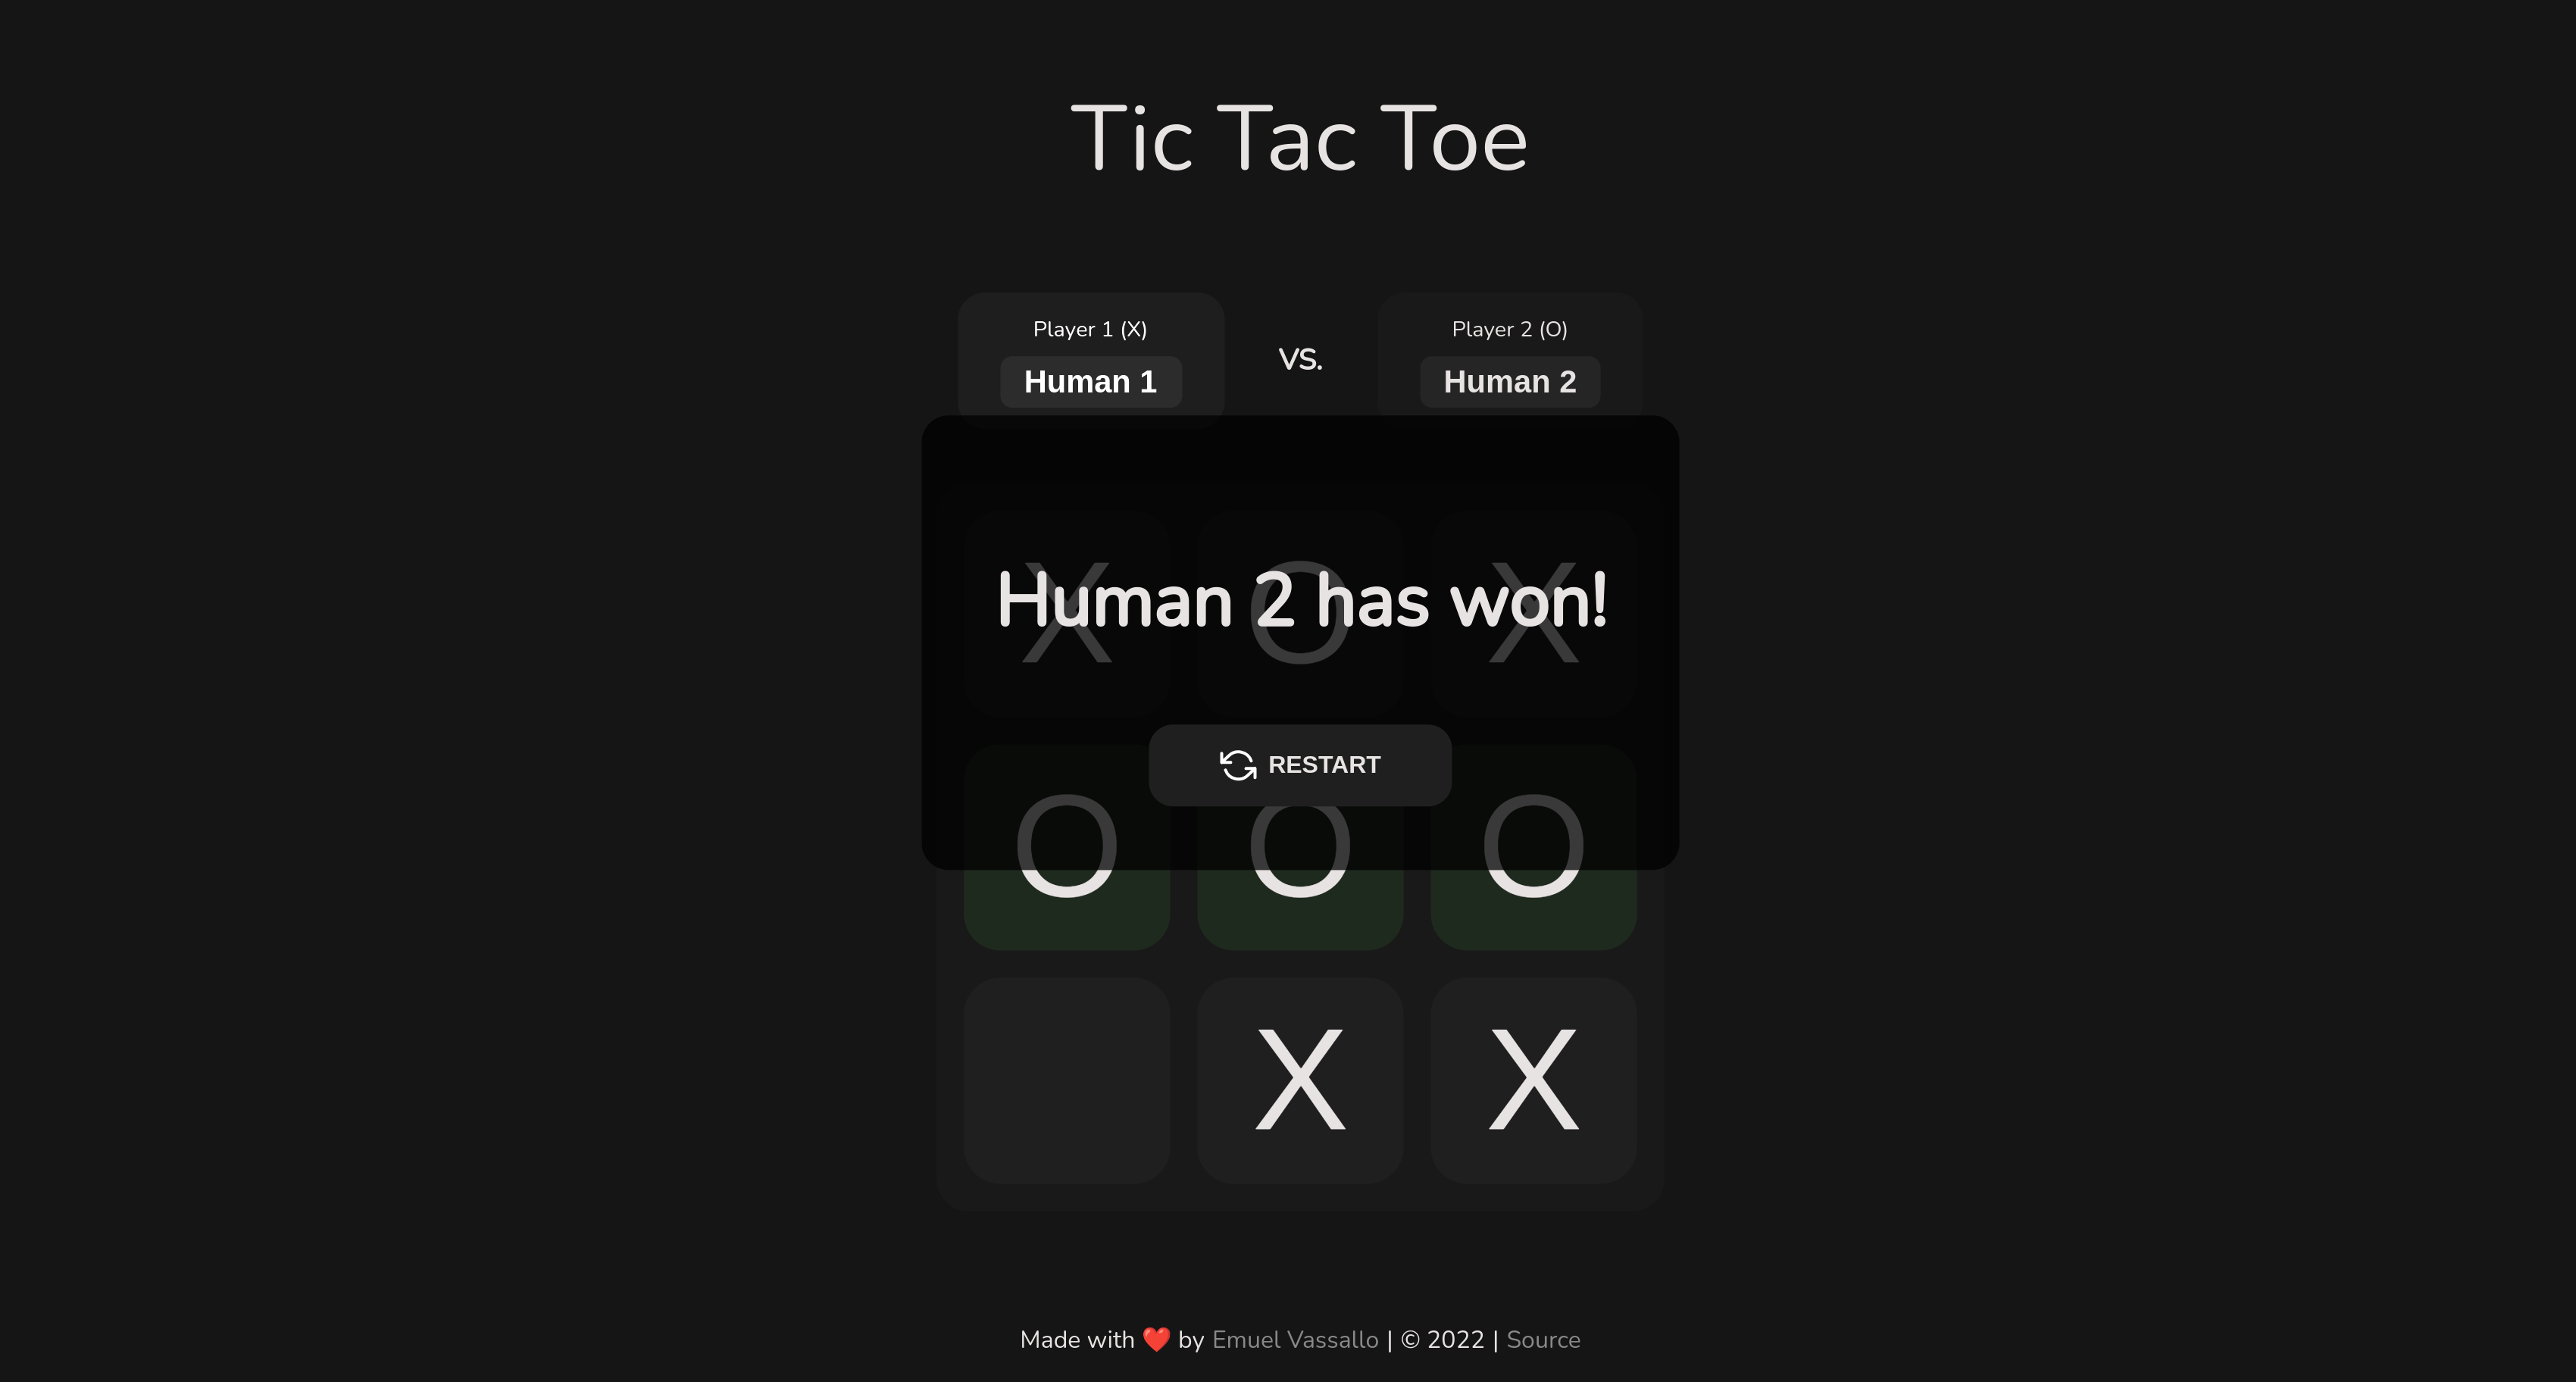 Tic Tac Toe
Player 1 (X)
Human 1
VS.
Player 2 (O)
Human 2
X O X
Human 2 has won!
RESTART
O O O
X X
Made with ❤️ by Emuel Vassallo | © 2022 | Source